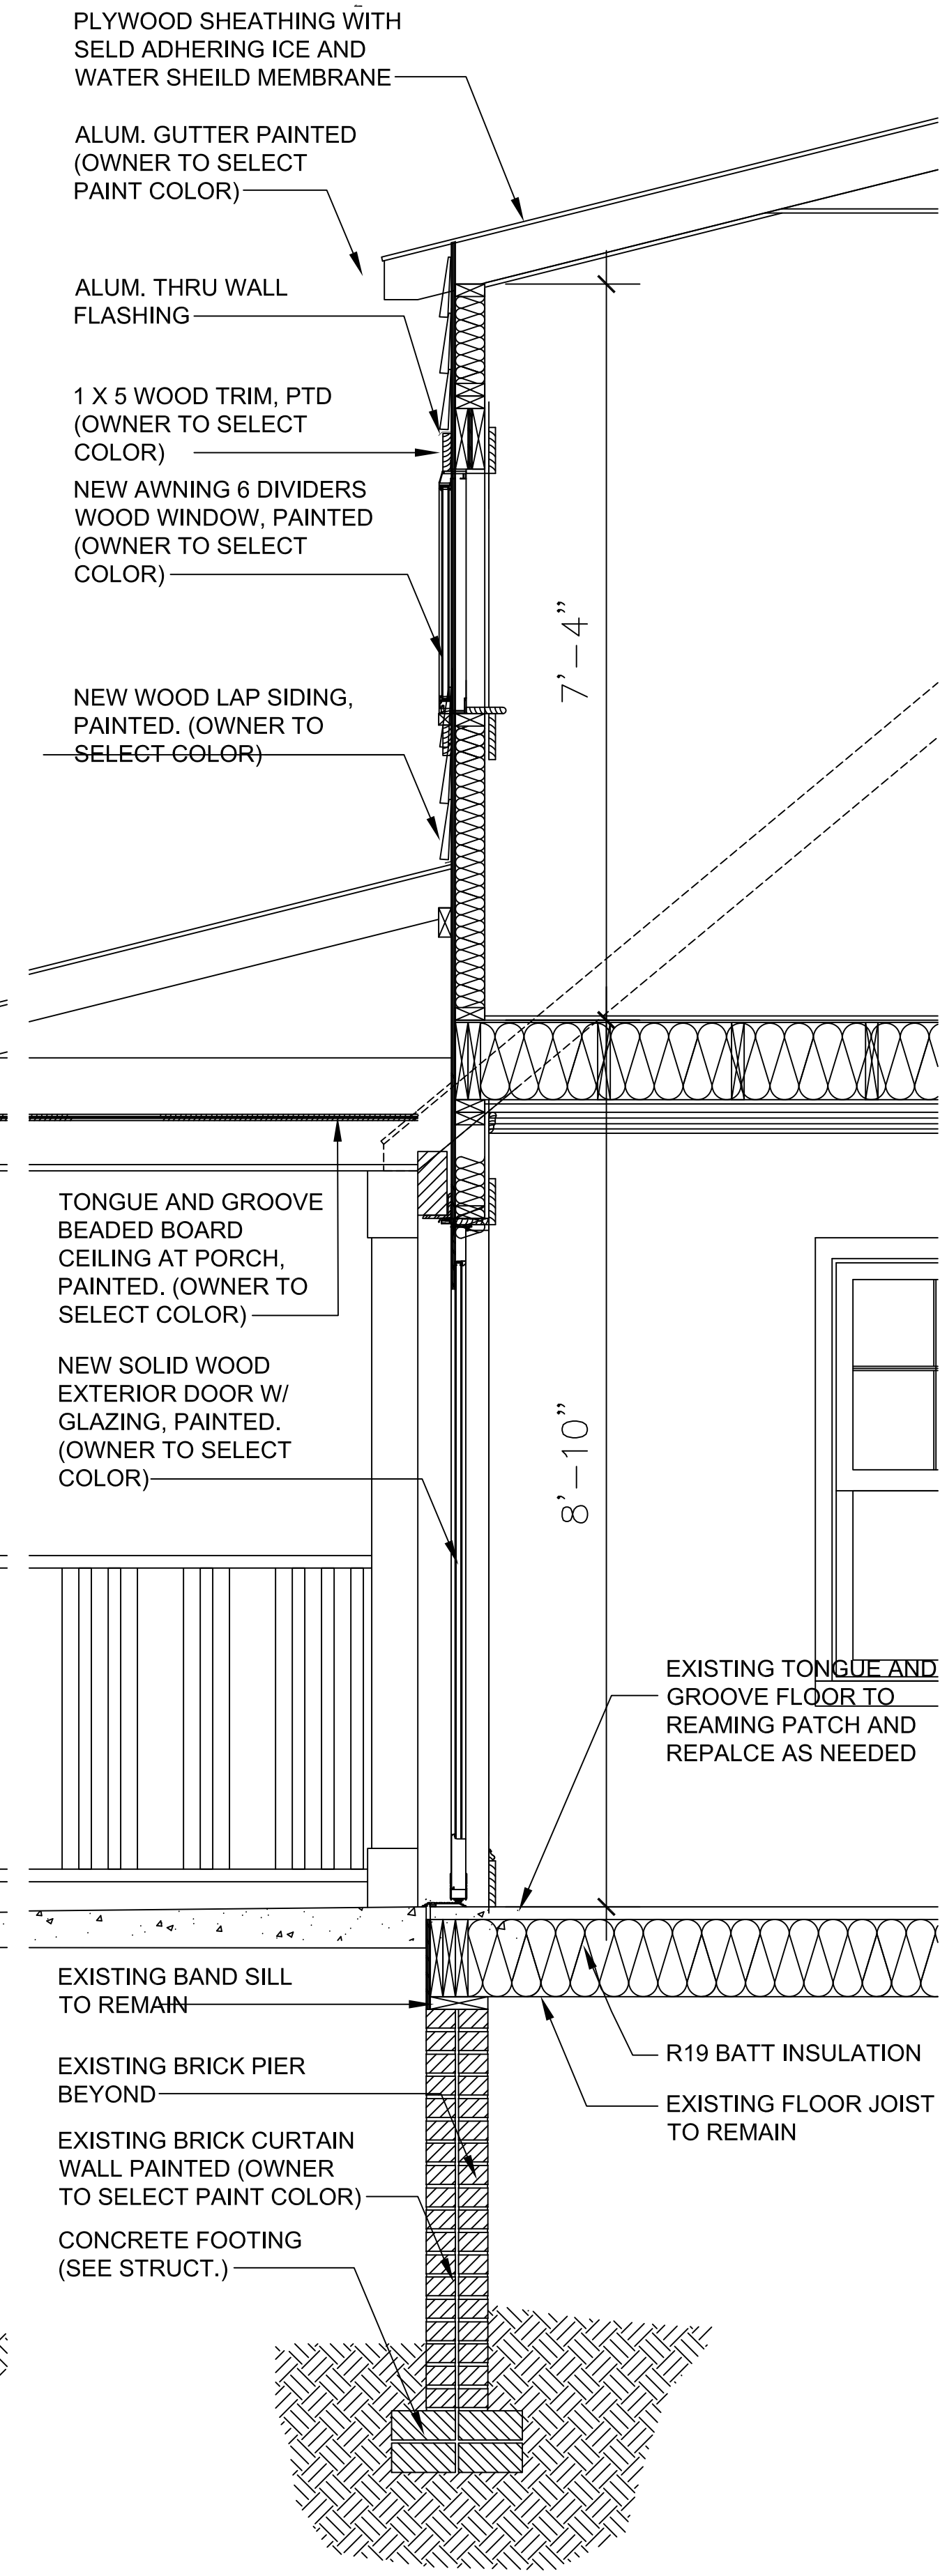 PLYWOOD SHEATHING WITH
SELD ADHERING ICE AND
WATER SHEILD MEMBRANE
ALUM. GUTTER PAINTED
(OWNER TO SELECT
PAINT COLOR)
ALUM. THRU WALL
FLASHING
1 X 5 WOOD TRIM, PTD
(OWNER TO SELECT
COLOR)
NEW AWNING 6 DIVIDERS
WOOD WINDOW, PAINTED
(OWNER TO SELECT
COLOR)
7'-4"
NEW WOOD LAP SIDING,
PAINTED. (OWNER TO
SELECT COLOR)
TONGUE AND GROOVE
BEADED BOARD
CEILING AT PORCH,
PAINTED. (OWNER TO
SELECT COLOR)
NEW SOLID WOOD
EXTERIOR DOOR W/
GLAZING, PAINTED.
(OWNER TO SELECT
COLOR)
8'-10"
EXISTING TONGUE AND
GROOVE FLOOR TO
REAMING PATCH AND
REPALCE AS NEEDED
EXISTING BAND SILL
TO REMAIN
R19 BATT INSULATION
EXISTING BRICK PIER
BEYOND
EXISTING FLOOR JOIST
TO REMAIN
EXISTING BRICK CURTAIN
WALL PAINTED (OWNER
TO SELECT PAINT COLOR)
CONCRETE FOOTING
(SEE STRUCT.)